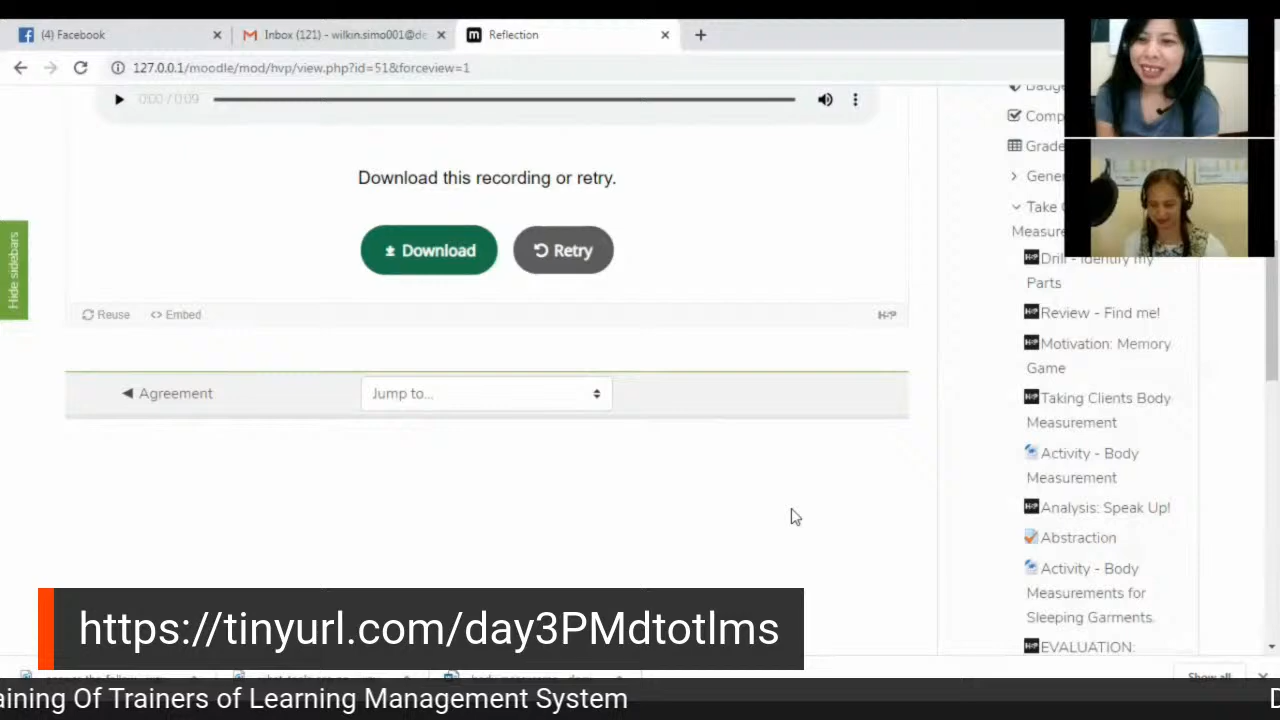 (4) Facebook
Inbox (121) - wilkin.simo001@de
Reflection
127.0.0.1/moodle/mod/hvp/view.php?id=51&forceview=1
0:00 / 0:09
Download this recording or retry.
Download
Retry
Reuse
Embed
H-P
◄ Agreement
Jump to...
Hide sidebars
Badge
Comp
Grade
Gene
Take
Measure
Drill - Identify my
Parts
Review - Find me!
Motivation: Memory
Game
Taking Clients Body
Measurement
Activity - Body
Measurement
Analysis: Speak Up!
Abstraction
Activity - Body
Measurements for
Sleeping Garments.
EVALUATION:
https://tinyurl.com/day3PMdtotlms
Show all
aining Of Trainers of Learning Management System
D